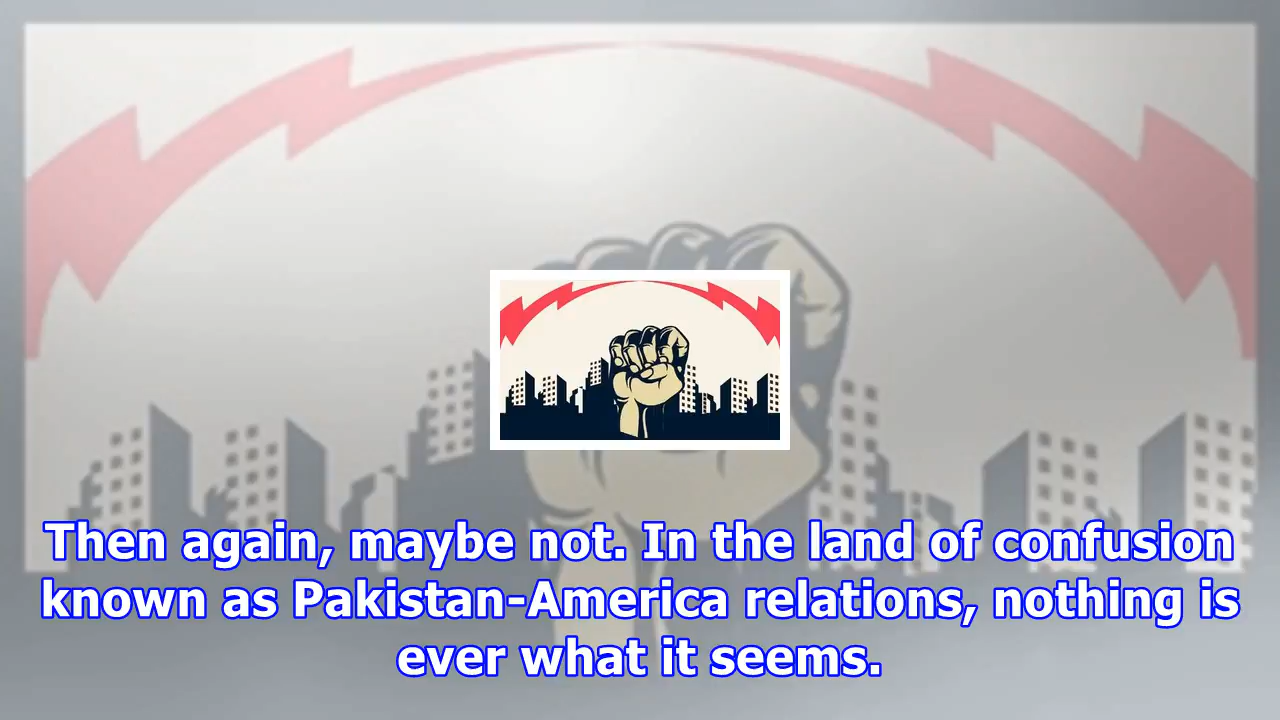 Then again, maybe not. In the land of confusion
known as Pakistan-America relations, nothing is
ever what it seems.